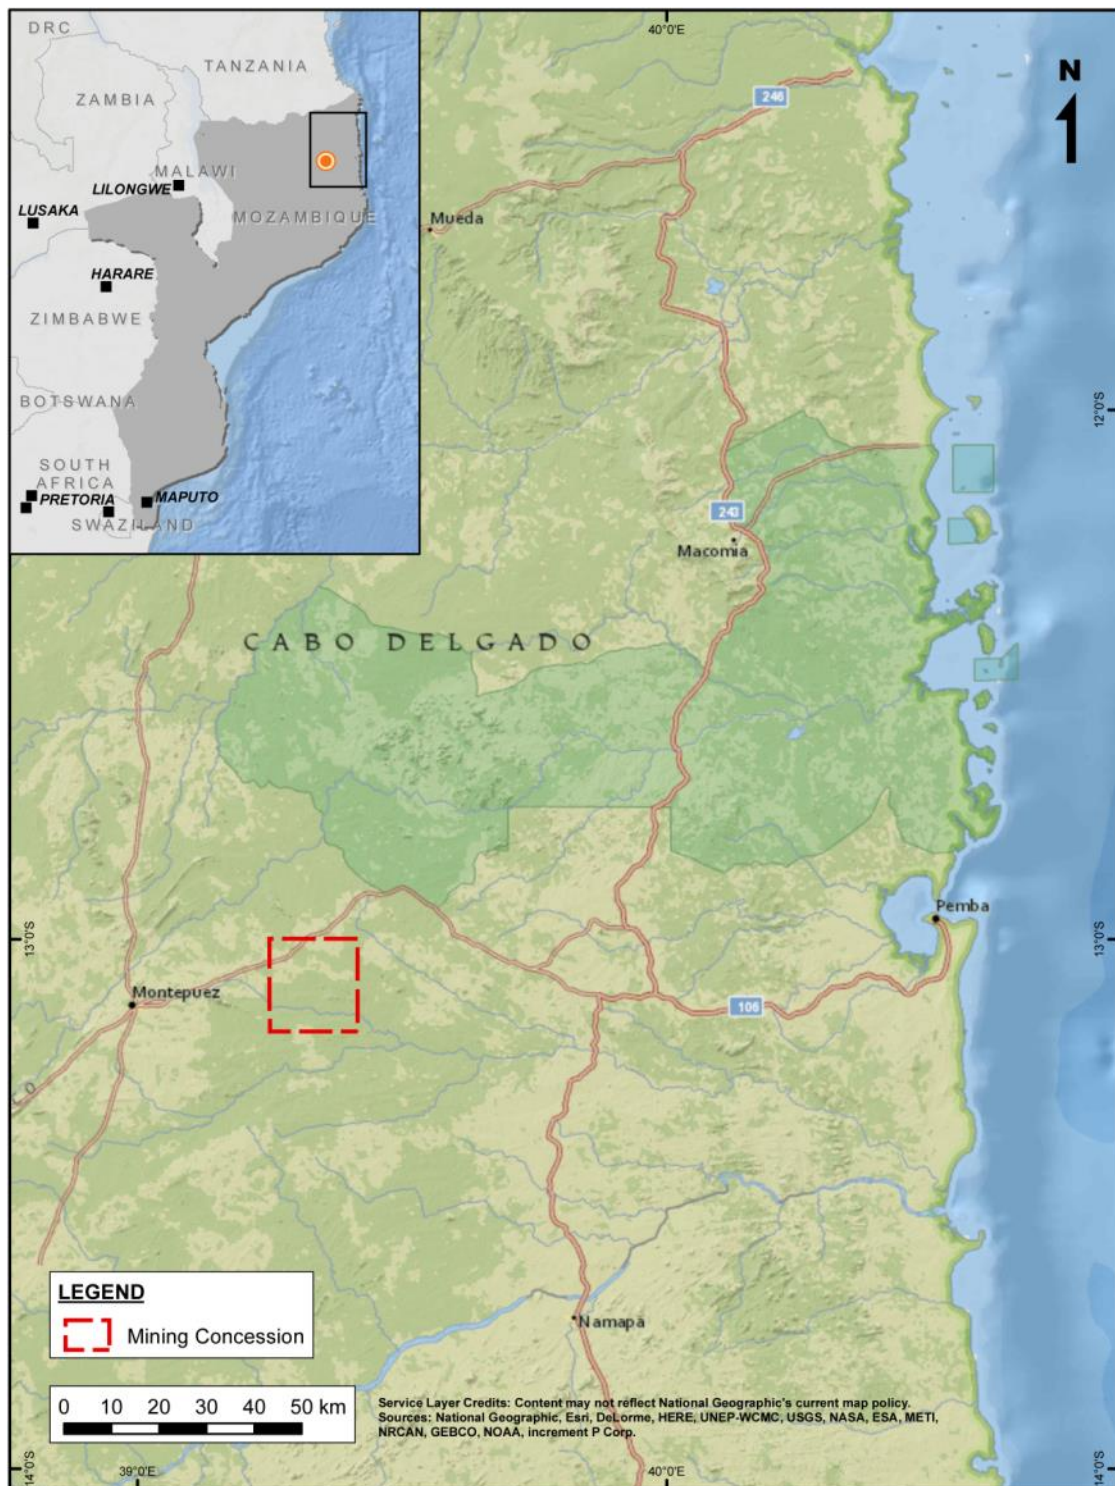 40°0'E
N
DRC
TANZANIA
ZAMBIA
MALAWI
LILONGWE
LUSAKA
MOZAMBIQUE
HARARE
ZIMBABWE
BOTSWANA
SOUTH
AFRICA
PRETORIA
MAPUTO
SWAZILAND
246
Mueda
12°0'S
243
Macomia
CABO DELGADO
Pemba
13°0'S
13°0'S
Montepuez
106
LEGEND
Mining Concession
Namapa
0 10 20 30 40 50 km
Service Layer Credits: Content may not reflect National Geographic's current map policy.
Sources: National Geographic, Esri, DeLorme, HERE, UNEP-WCMC, USGS, NASA, ESA, METI,
NRCAN, GEBCO, NOAA, increment P Corp.
14°0'S
14°0'S
39°0'E
40°0'E